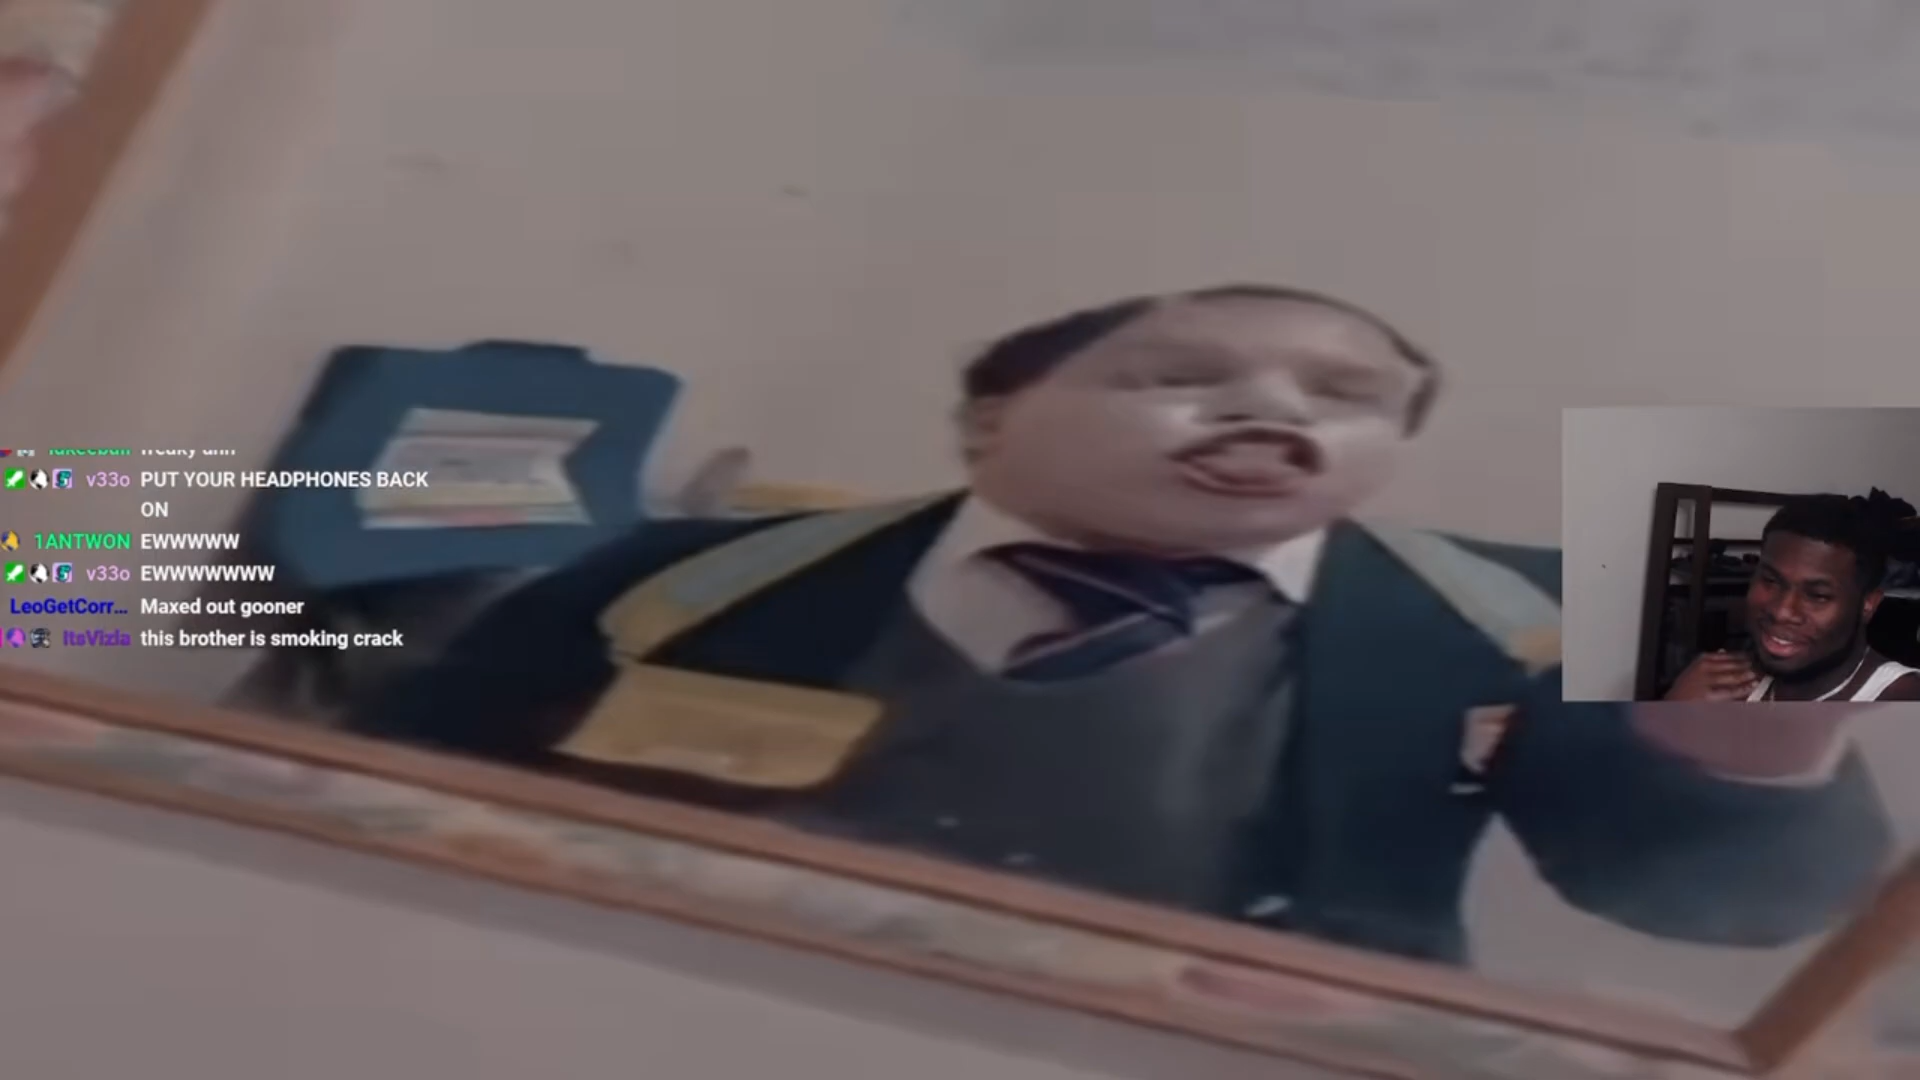 v33o PUT YOUR HEADPHONES BACK
ON
1ANTWON EWWWWW
v33o EWWWWWWW
LeoGetCorr... Maxed out gooner
ItsVizla this brother is smoking crack